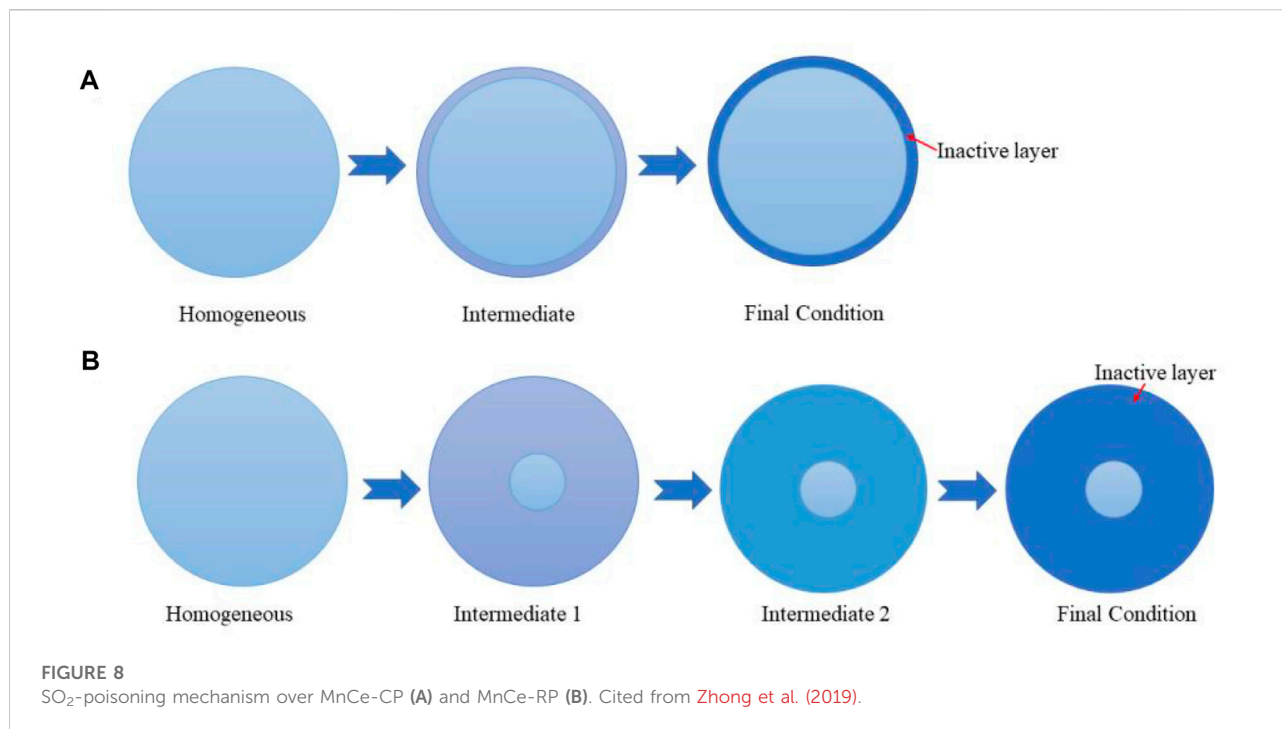 A
Inactive layer
Homogeneous
Intermediate
Final Condition
B
Inactive layer
Homogeneous
Intermediate 1
Intermediate 2
Final Condition
FIGURE 8
SO₂-poisoning mechanism over MnCe-CP (A) and MnCe-RP (B). Cited from Zhong et al. (2019).